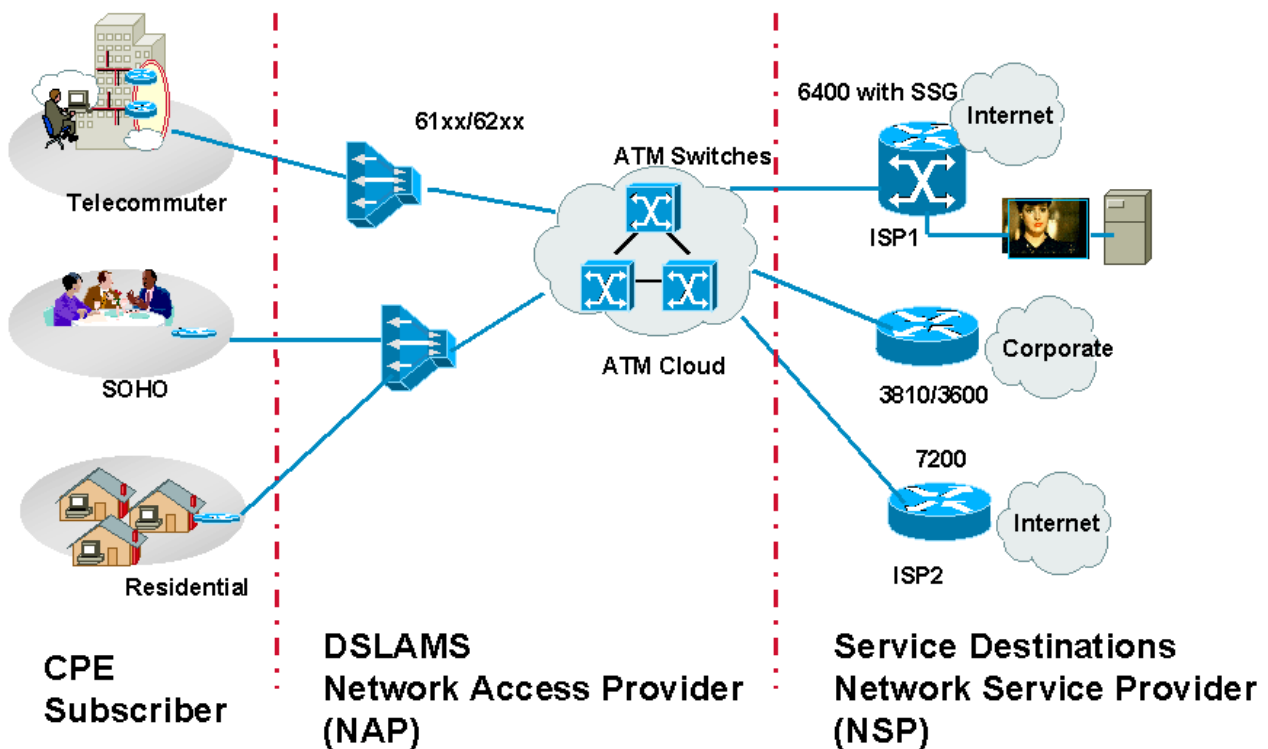 6400 with SSG
Internet
61xx/62xx
ATM Switches
Telecommuter
ISP1
SOHO
ATM Cloud
Corporate
3810/3600
7200
Internet
Residential
ISP2
CPE
Subscriber
DSLAMS
Network Access Provider
(NAP)
Service Destinations
Network Service Provider
(NSP)